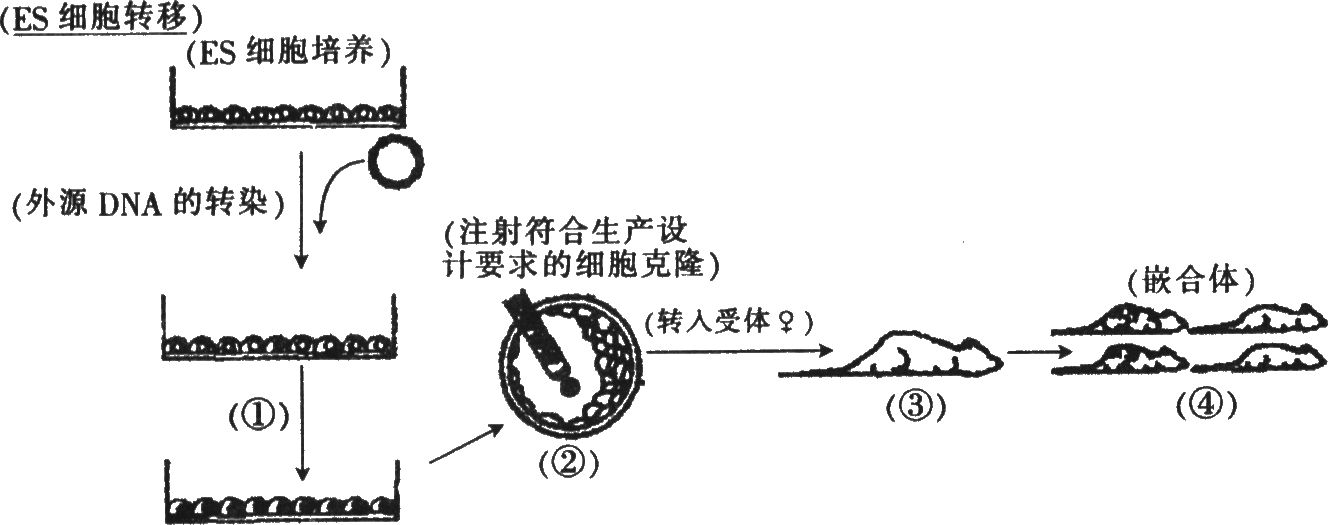 (ES 细胞转移)
(ES 细胞培养)
(外源 DNA 的转染)
(注射符合生产设
计要求的细胞克隆)
(①)
(②)
(转入受体♀)
(③)
(嵌合体)
(④)